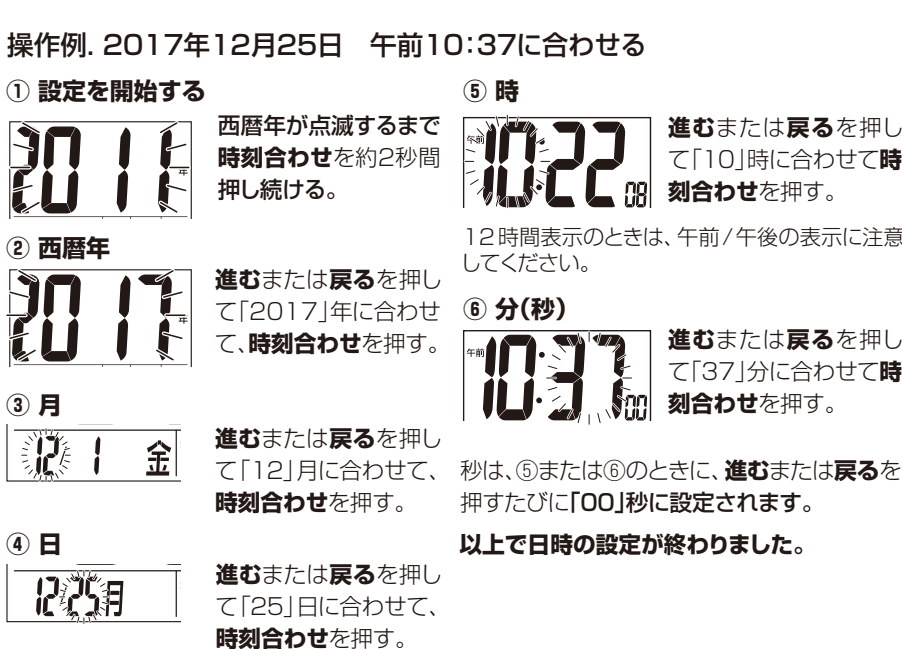 操作例. 2017年12月25日 午前10:37に合わせる
① 設定を開始する
2011
年
西暦年が点滅するまで
時刻合わせを約2秒間
押し続ける。
② 西暦年
2017
年
進むまたは戻るを押し
て「2017」年に合わせ
て、時刻合わせを押す。
③ 月
12 1 金
進むまたは戻るを押し
て「12」月に合わせて、
時刻合わせを押す。
④ 日
12 25 月
進むまたは戻るを押し
て「25」日に合わせて、
時刻合わせを押す。
⑤ 時
午前
10:22 08
進むまたは戻るを押し
て「10」時に合わせて時
刻合わせを押す。
12時間表示のときは、午前/午後の表示に注意
してください。
⑥ 分(秒)
午前
10:37 00
進むまたは戻るを押し
て「37」分に合わせて時
刻合わせを押す。
秒は、⑤または⑥のときに、進むまたは戻るを
押すたびに「00」秒に設定されます。
以上で日時の設定が終わりました。